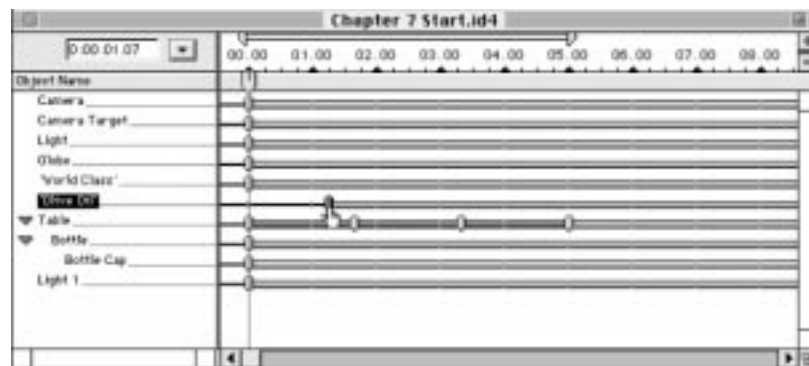 Chapter 7 Start.id4
0:00:01.07
00.00 01.00 02.00 03.00 04.00 05.00 06.00 07.00 08.00
Object Name
Camera
Camera Target
Light
Globe
'World Class'
'Olive Oil'
Table
Bottle
Bottle Cap
Light 1